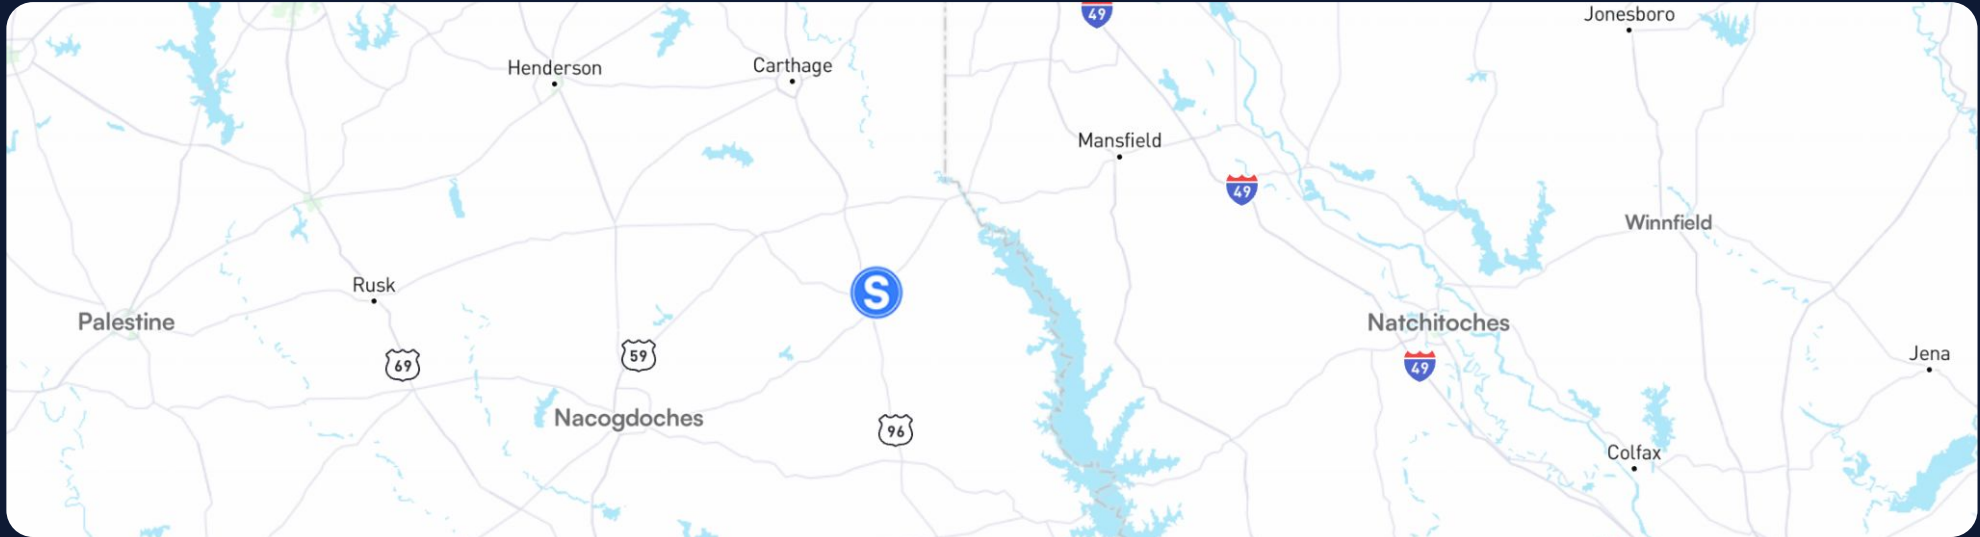 49
Jonesboro
Henderson
Carthage
Mansfield
49
Winnfield
Rusk
S
Palestine
Natchitoches
69
59
49
Jena
Nacogdoches
96
Colfax